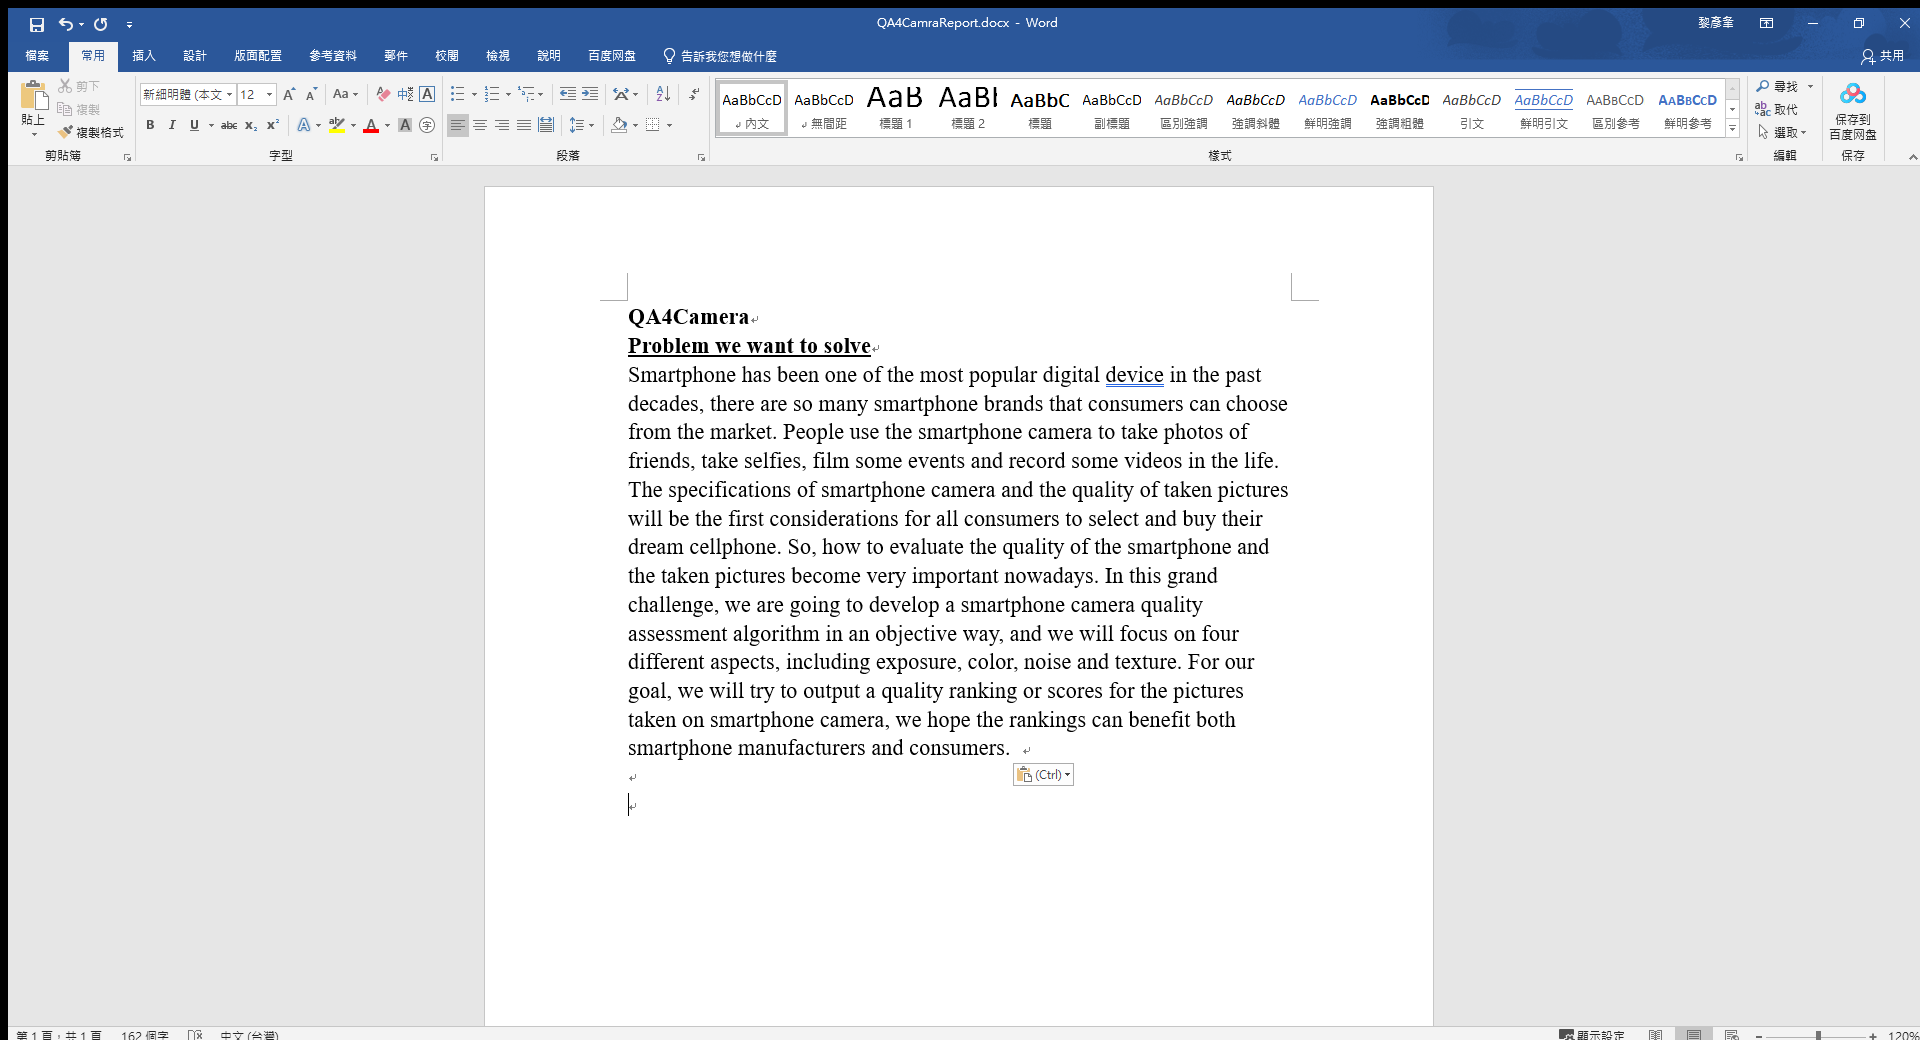 QA4CamraReport.docx - Word
黎彥夆
檔案 常用 插入 設計 版面配置 參考資料 郵件 校閱 檢視 說明 百度网盘 告訴我您想做什麼 共用
貼上
剪下
複製
複製格式
剪貼簿
新細明體 (本文 12
字型
段落
AaBbCcD AaBbCcD AaB AaBb AaBbC AaBbCcD AaBbCcD AaBbCcD AaBbCcD AaBbCcD AaBbCcD AaBbCcD AaBbCcD AaBbCcD
內文 無間距 標題 1 標題 2 標題 副標題 區別強調 強調斜體 鮮明強調 強調粗體 引文 鮮明引文 區別參考 鮮明參考
樣式
尋找
取代
選取
編輯
保存到
百度网盘
保存
QA4Camera
Problem we want to solve
Smartphone has been one of the most popular digital device in the past
decades, there are so many smartphone brands that consumers can choose
from the market. People use the smartphone camera to take photos of
friends, take selfies, film some events and record some videos in the life.
The specifications of smartphone camera and the quality of taken pictures
will be the first considerations for all consumers to select and buy their
dream cellphone. So, how to evaluate the quality of the smartphone and
the taken pictures become very important nowadays. In this grand
challenge, we are going to develop a smartphone camera quality
assessment algorithm in an objective way, and we will focus on four
different aspects, including exposure, color, noise and texture. For our
goal, we will try to output a quality ranking or scores for the pictures
taken on smartphone camera, we hope the rankings can benefit both
smartphone manufacturers and consumers.
(Ctrl)
第 1 頁，共 1 頁 162 個字 中文 (台灣) 顯示設定 120%